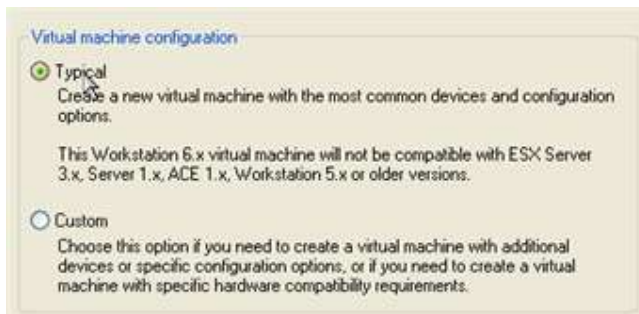 Virtual machine configuration
Typical
Create a new virtual machine with the most common devices and configuration
options.
This Workstation 6.x virtual machine will not be compatible with ESX Server
3.x, Server 1.x, ACE 1.x, Workstation 5.x or older versions.
Custom
Choose this option if you need to create a virtual machine with additional
devices or specific configuration options, or if you need to create a virtual
machine with specific hardware compatibility requirements.